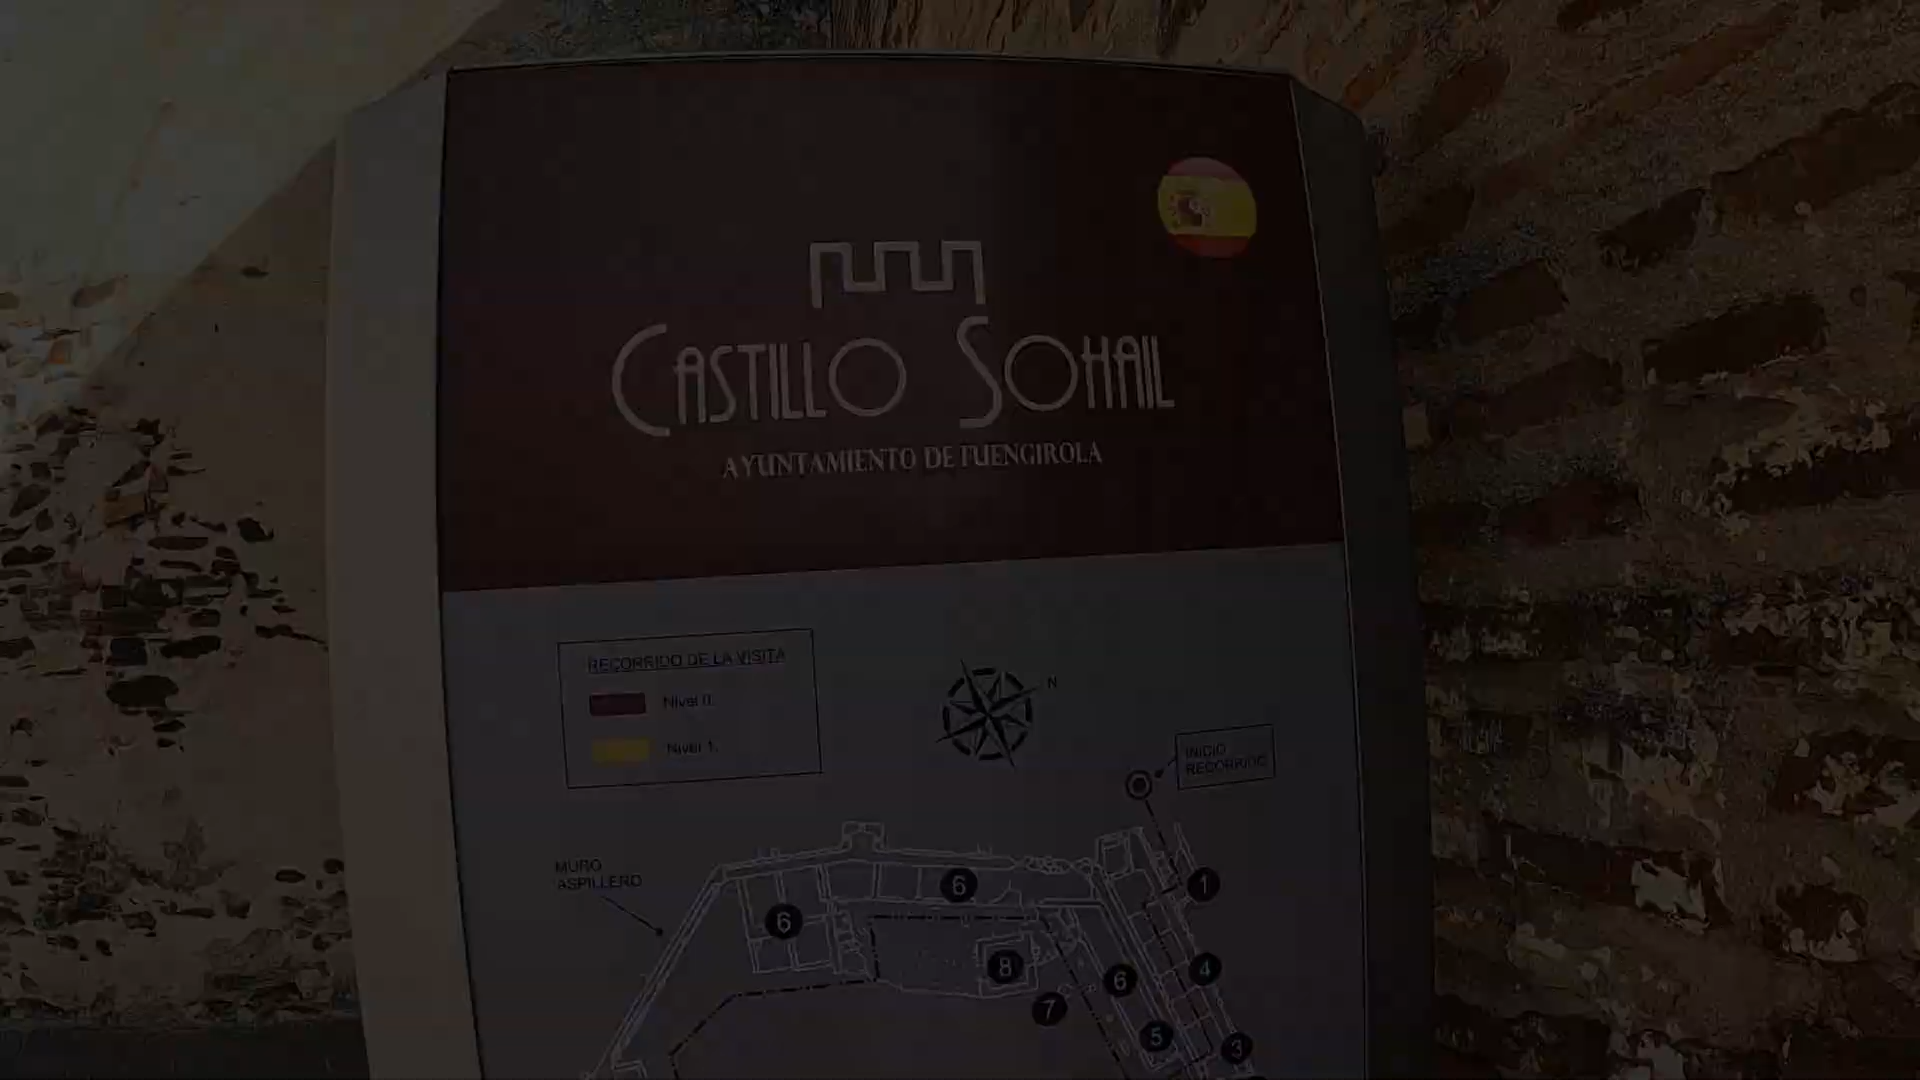 CASTILLO SOHAIL
AYUNTAMIENTO DE FUENGIROLA
RECORRIDO DE LA VISITA
Nivel 0.
Nivel 1.
N
INICIO
RECORRIDO
MURO
ASPILLERO
1
6
6
8
4
6
7
5
3